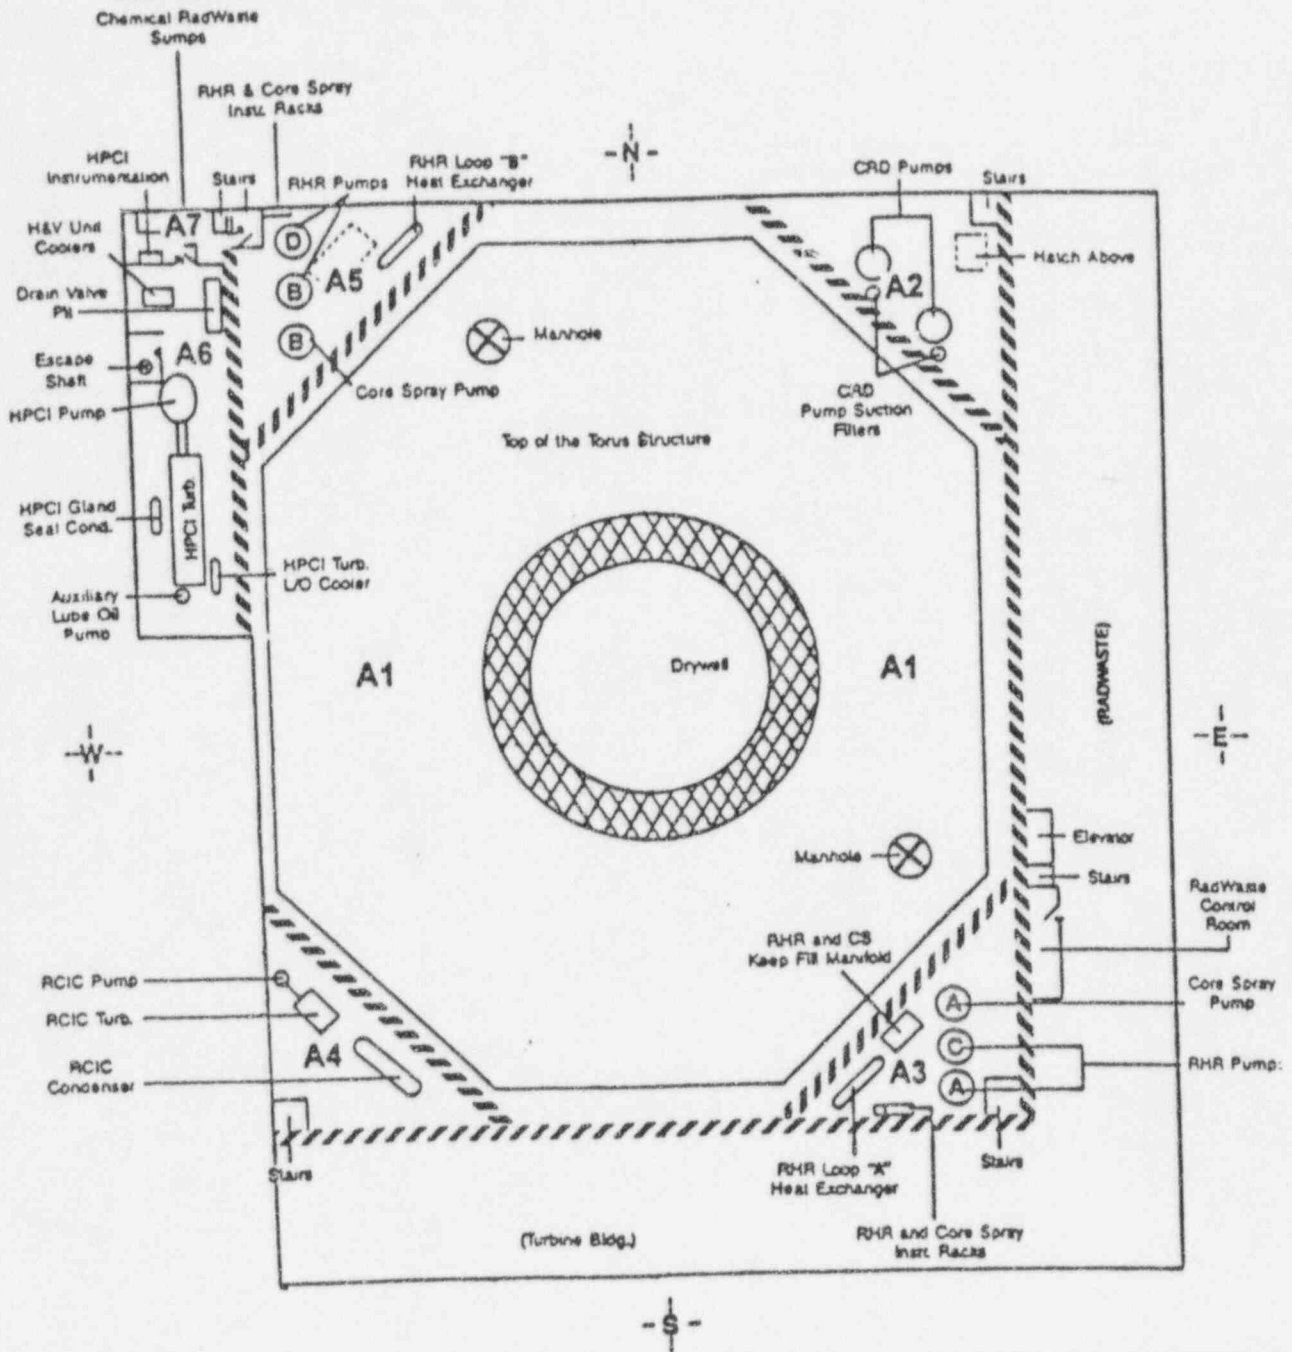 Chemical RadWaste
Sumps
RHR & Core Spray
Instr. Racks
-N-
HPCI
Instrumentation
Stairs
RHR Pumps
RHR Loop "B"
Heat Exchanger
CRD Pumps
Stairs
A7
H&V Unit
Coolers
D
Hatch Above
A5
A2
Drain Valve
Pit
B
Manhole
A6
B
Escape
Shaft
Core Spray Pump
CRD
Pump Suction
Filters
HPCI Pump
Top of the Torus Structure
HPCI Gland
Seal Cond.
HPCI Turb.
HPCI Turb.
L/O Cooler
Auxiliary
Lube Oil
Pump
A1
Drywell
A1
(RADWASTE)
-W-
-E-
Elevator
Manhole
Stairs
RadWaste
Control
Room
RHR and CS
Keep Fill Manifold
RCIC Pump
A
Core Spray
Pump
RCIC Turb.
A4
C
RCIC
Condenser
A3
RHR Pump:
A
Stairs
RHR Loop "A"
Heat Exchanger
Stairs
(Turbine Bldg.)
RHR and Core Spray
Instr. Racks
-S-